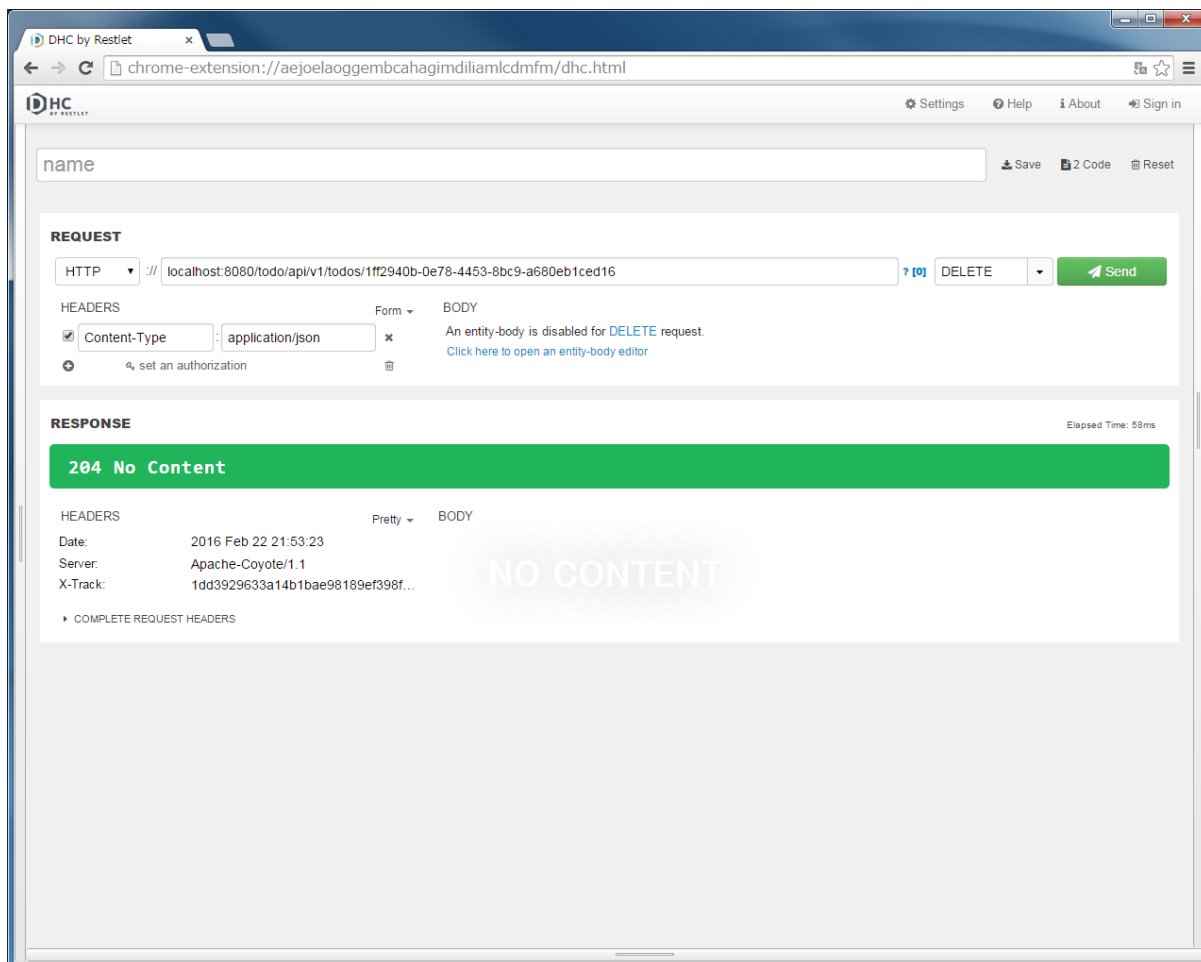 DHC by Restlet
chrome-extension://aejoelaoggembcahagimdiliamlcdmfm/dhc.html
DHC BY RESTLET Settings Help About Sign in
name Save 2 Code Reset
REQUEST
HTTP :// localhost:8080/todo/api/v1/todos/1ff2940b-0e78-4453-8bc9-a680eb1ced16 ? [0] DELETE Send
HEADERS Form BODY
Content-Type : application/json An entity-body is disabled for DELETE request.
Click here to open an entity-body editor
set an authorization
RESPONSE Elapsed Time: 58ms
204 No Content
HEADERS Pretty BODY
Date: 2016 Feb 22 21:53:23
Server: Apache-Coyote/1.1
X-Track: 1dd3929633a14b1bae98189ef398f...
NO CONTENT
COMPLETE REQUEST HEADERS